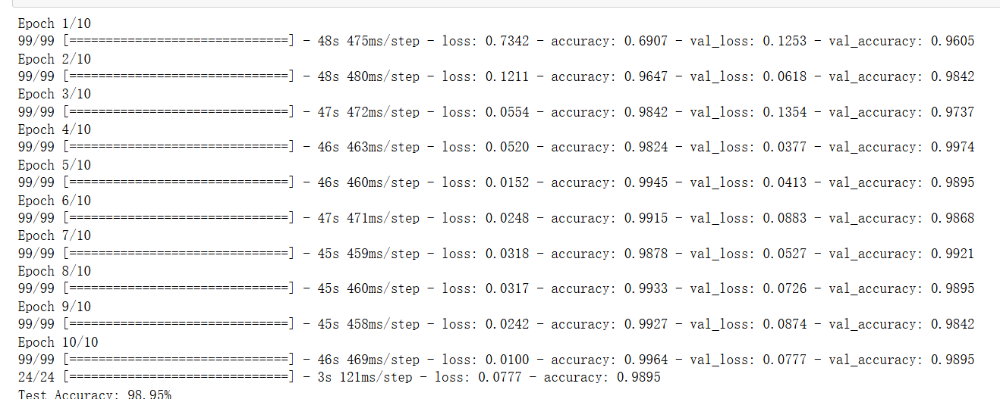 Epoch 1/10
99/99 [==============================] - 48s 475ms/step - loss: 0.7342 - accuracy: 0.6907 - val_loss: 0.1253 - val_accuracy: 0.9605
Epoch 2/10
99/99 [==============================] - 48s 480ms/step - loss: 0.1211 - accuracy: 0.9647 - val_loss: 0.0618 - val_accuracy: 0.9842
Epoch 3/10
99/99 [==============================] - 47s 472ms/step - loss: 0.0554 - accuracy: 0.9842 - val_loss: 0.1354 - val_accuracy: 0.9737
Epoch 4/10
99/99 [==============================] - 46s 463ms/step - loss: 0.0520 - accuracy: 0.9824 - val_loss: 0.0377 - val_accuracy: 0.9974
Epoch 5/10
99/99 [==============================] - 46s 460ms/step - loss: 0.0152 - accuracy: 0.9945 - val_loss: 0.0413 - val_accuracy: 0.9895
Epoch 6/10
99/99 [==============================] - 47s 471ms/step - loss: 0.0248 - accuracy: 0.9915 - val_loss: 0.0883 - val_accuracy: 0.9868
Epoch 7/10
99/99 [==============================] - 45s 459ms/step - loss: 0.0318 - accuracy: 0.9878 - val_loss: 0.0527 - val_accuracy: 0.9921
Epoch 8/10
99/99 [==============================] - 45s 460ms/step - loss: 0.0317 - accuracy: 0.9933 - val_loss: 0.0726 - val_accuracy: 0.9895
Epoch 9/10
99/99 [==============================] - 45s 458ms/step - loss: 0.0242 - accuracy: 0.9927 - val_loss: 0.0874 - val_accuracy: 0.9842
Epoch 10/10
99/99 [==============================] - 46s 469ms/step - loss: 0.0100 - accuracy: 0.9964 - val_loss: 0.0777 - val_accuracy: 0.9895
24/24 [==============================] - 3s 121ms/step - loss: 0.0777 - accuracy: 0.9895
Test Accuracy: 98.95%